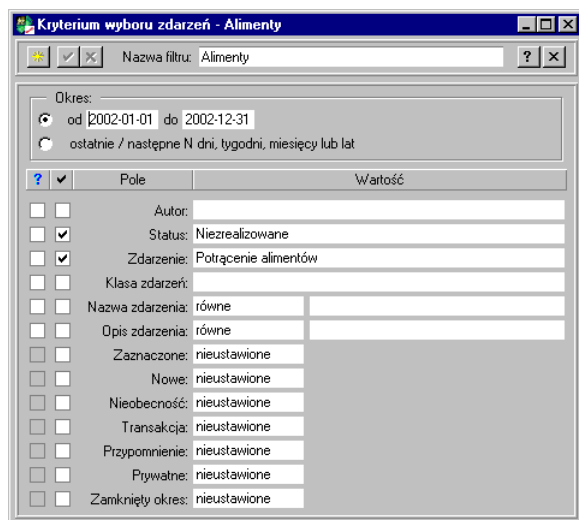 Kryterium wyboru zdarzeń - Alimenty
Nazwa filtru: Alimenty ?
Okres:
od 2002-01-01 do 2002-12-31
ostatnie / następne N dni, tygodni, miesięcy lub lat
? Pole Wartość
Autor:
Status: Niezrealizowane
Zdarzenie: Potrącenie alimentów
Klasa zdarzeń:
Nazwa zdarzenia: równe
Opis zdarzenia: równe
Zaznaczone: nieustawione
Nowe: nieustawione
Nieobecność: nieustawione
Transakcja: nieustawione
Przypomnienie: nieustawione
Prywatne: nieustawione
Zamknięty okres: nieustawione